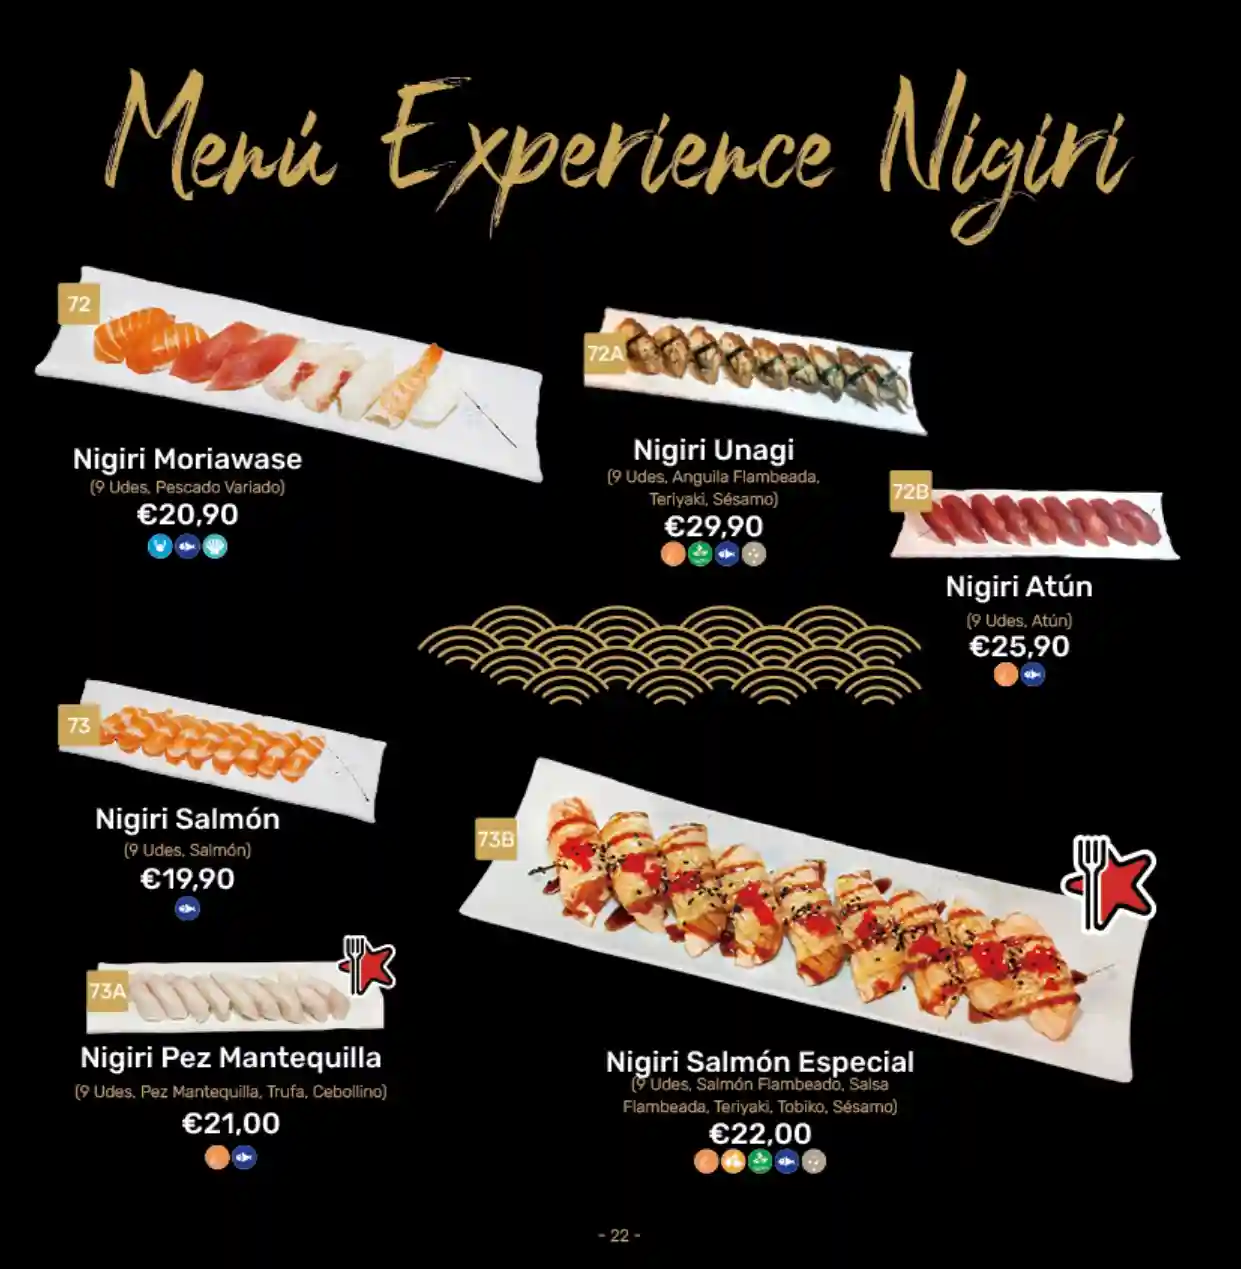 Menú Experience Nigiri
72
Nigiri Moriawase
(9 Udes, Pescado Variado)
€20,90
72A
Nigiri Unagi
(9 Udes, Anguila Flambeada,
Teriyaki, Sésamo)
€29,90
72B
Nigiri Atún
(9 Udes, Atún)
€25,90
73
Nigiri Salmón
(9 Udes, Salmón)
€19,90
73A
Nigiri Pez Mantequilla
(9 Udes, Pez Mantequilla, Trufa, Cebollino)
€21,00
73B
Nigiri Salmón Especial
(9 Udes, Salmón Flambeado, Salsa
Flambeada, Teriyaki, Tobiko, Sésamo)
€22,00
- 22 -